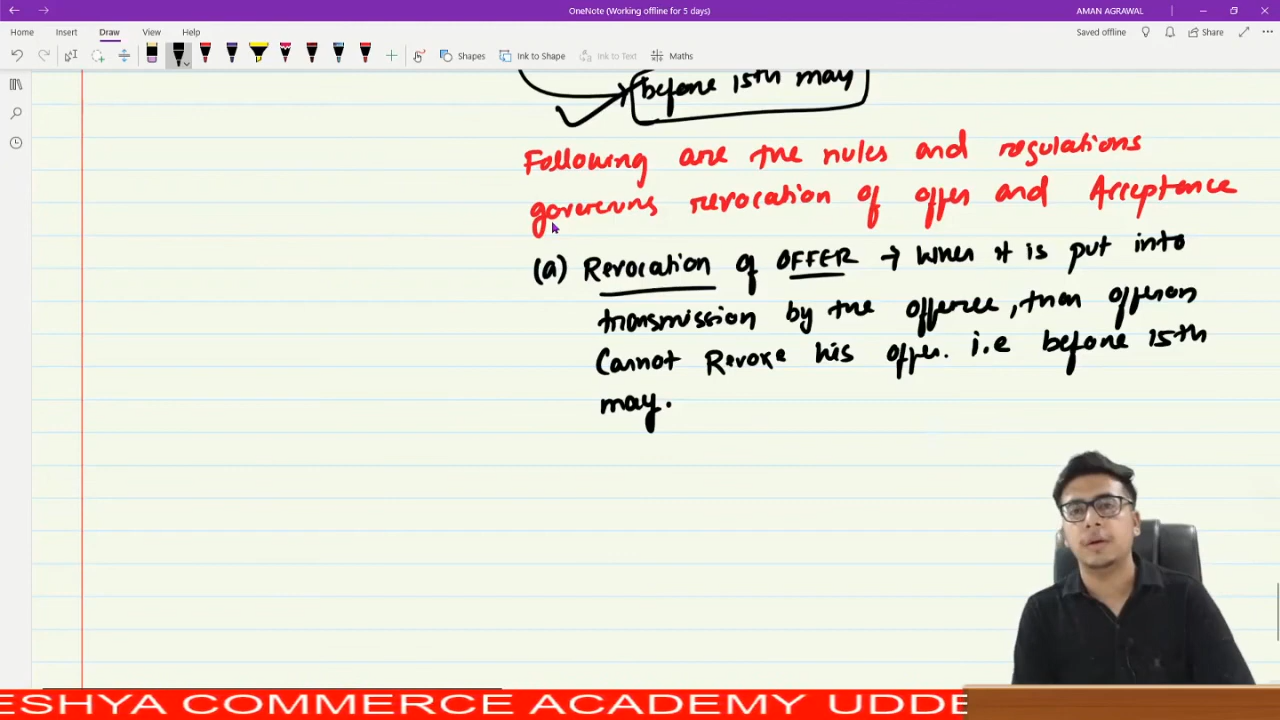 OneNote (Working offline for 5 days)
AMAN AGRAWAL
Home Insert Draw View Help
Saved offline Share
Shapes Ink to Shape Ink to Text Maths
before 15th may
Following are the rules and regulations
governing revocation of offer and Acceptance
(a) Revocation of OFFER → When it is put into
transmission by the offeree, then offeror
Cannot Revoke his offer. i.e before 15th
may.
ESHYA COMMERCE ACADEMY UDDE